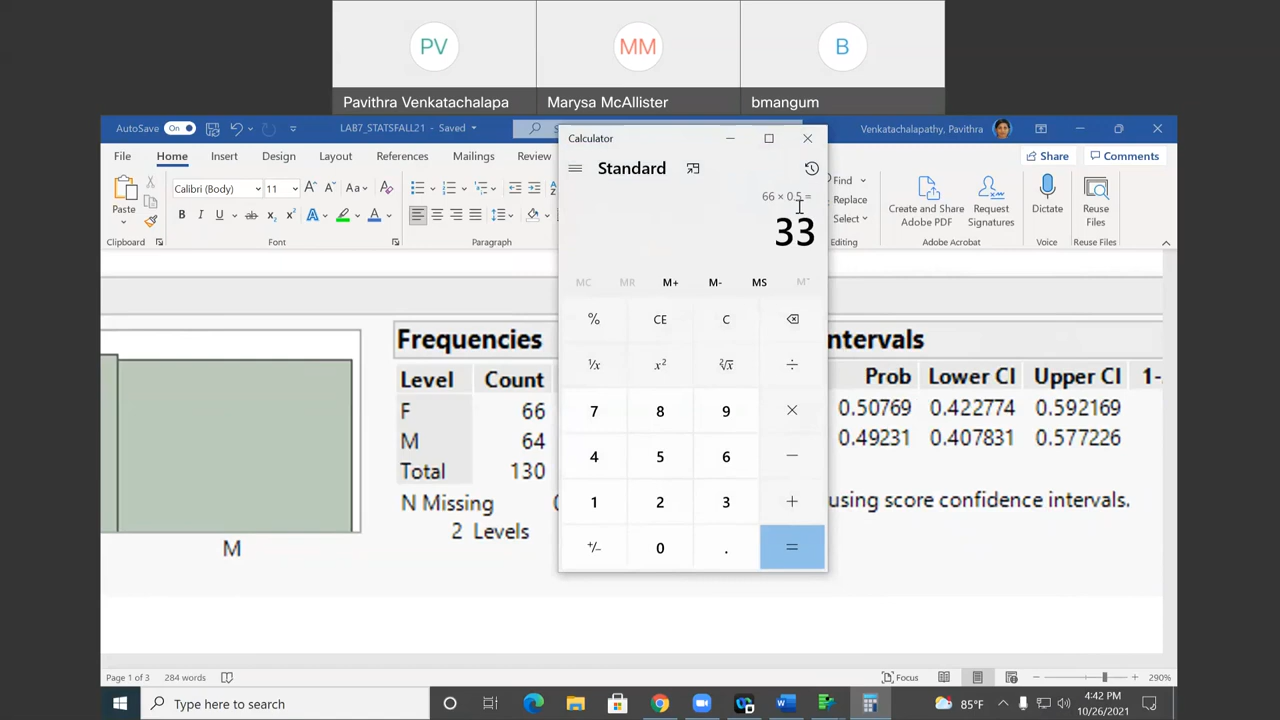 PV
MM
B
Pavithra Venkatachalapa
Marysa McAllister
bmangum
AutoSave On
LAB7_STATSFALL21 - Saved
Calculator
Venkatachalapathy, Pavithra
File Home Insert Design Layout References Mailings Review
Share Comments
Standard
Paste
Calibri (Body) 11
Find
Replace
Select
Create and Share Adobe PDF
Request Signatures
Dictate
Reuse Files
Clipboard Font Paragraph Editing Adobe Acrobat Voice Reuse Files
66 × 0.5 =
33
MC MR M+ M- MS M˅
% CE C
¹/x x² ²√x ÷
7 8 9 ×
4 5 6 −
1 2 3 +
+/− 0 . =
Frequencies
Level Count
F 66
M 64
Total 130
N Missing
2 Levels
M
ntervals
Prob Lower CI Upper CI 1-
0.50769 0.422774 0.592169
0.49231 0.407831 0.577226
using score confidence intervals.
Page 1 of 3 284 words Focus 290%
Type here to search
85°F
4:42 PM
10/26/2021